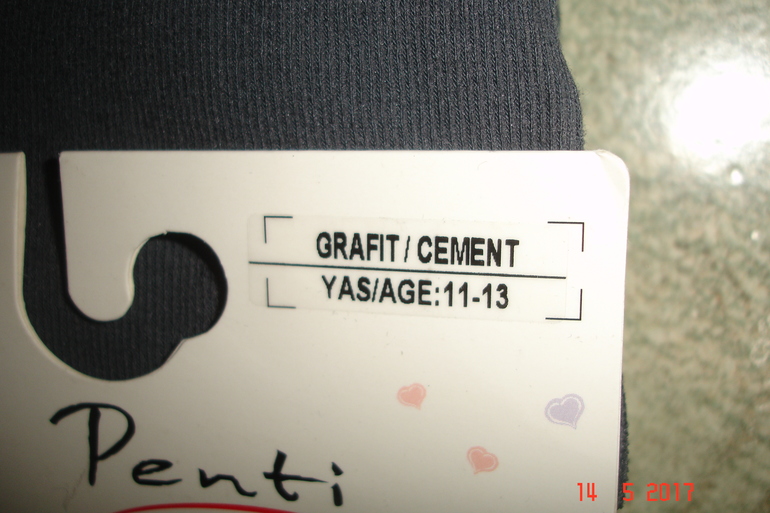 GRAFIT / CEMENT
YAS/AGE:11-13
Penti
14 5 2017